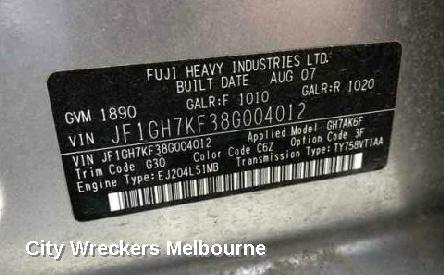 FUJI HEAVY INDUSTRIES LTD.
BUILT DATE AUG 07
GVM 1890 GALR:F 1010 GALR:R 1020
VIN JF1GH7KF38G004012
VIN JF1GH7KF38G004012 Applied Model GH7AK6F
Trim Code G30 Color Code C6Z Option Code 3F
Engine Type: EJ204LSINB Transmission Type: TY758VT1AA
City Wreckers Melbourne